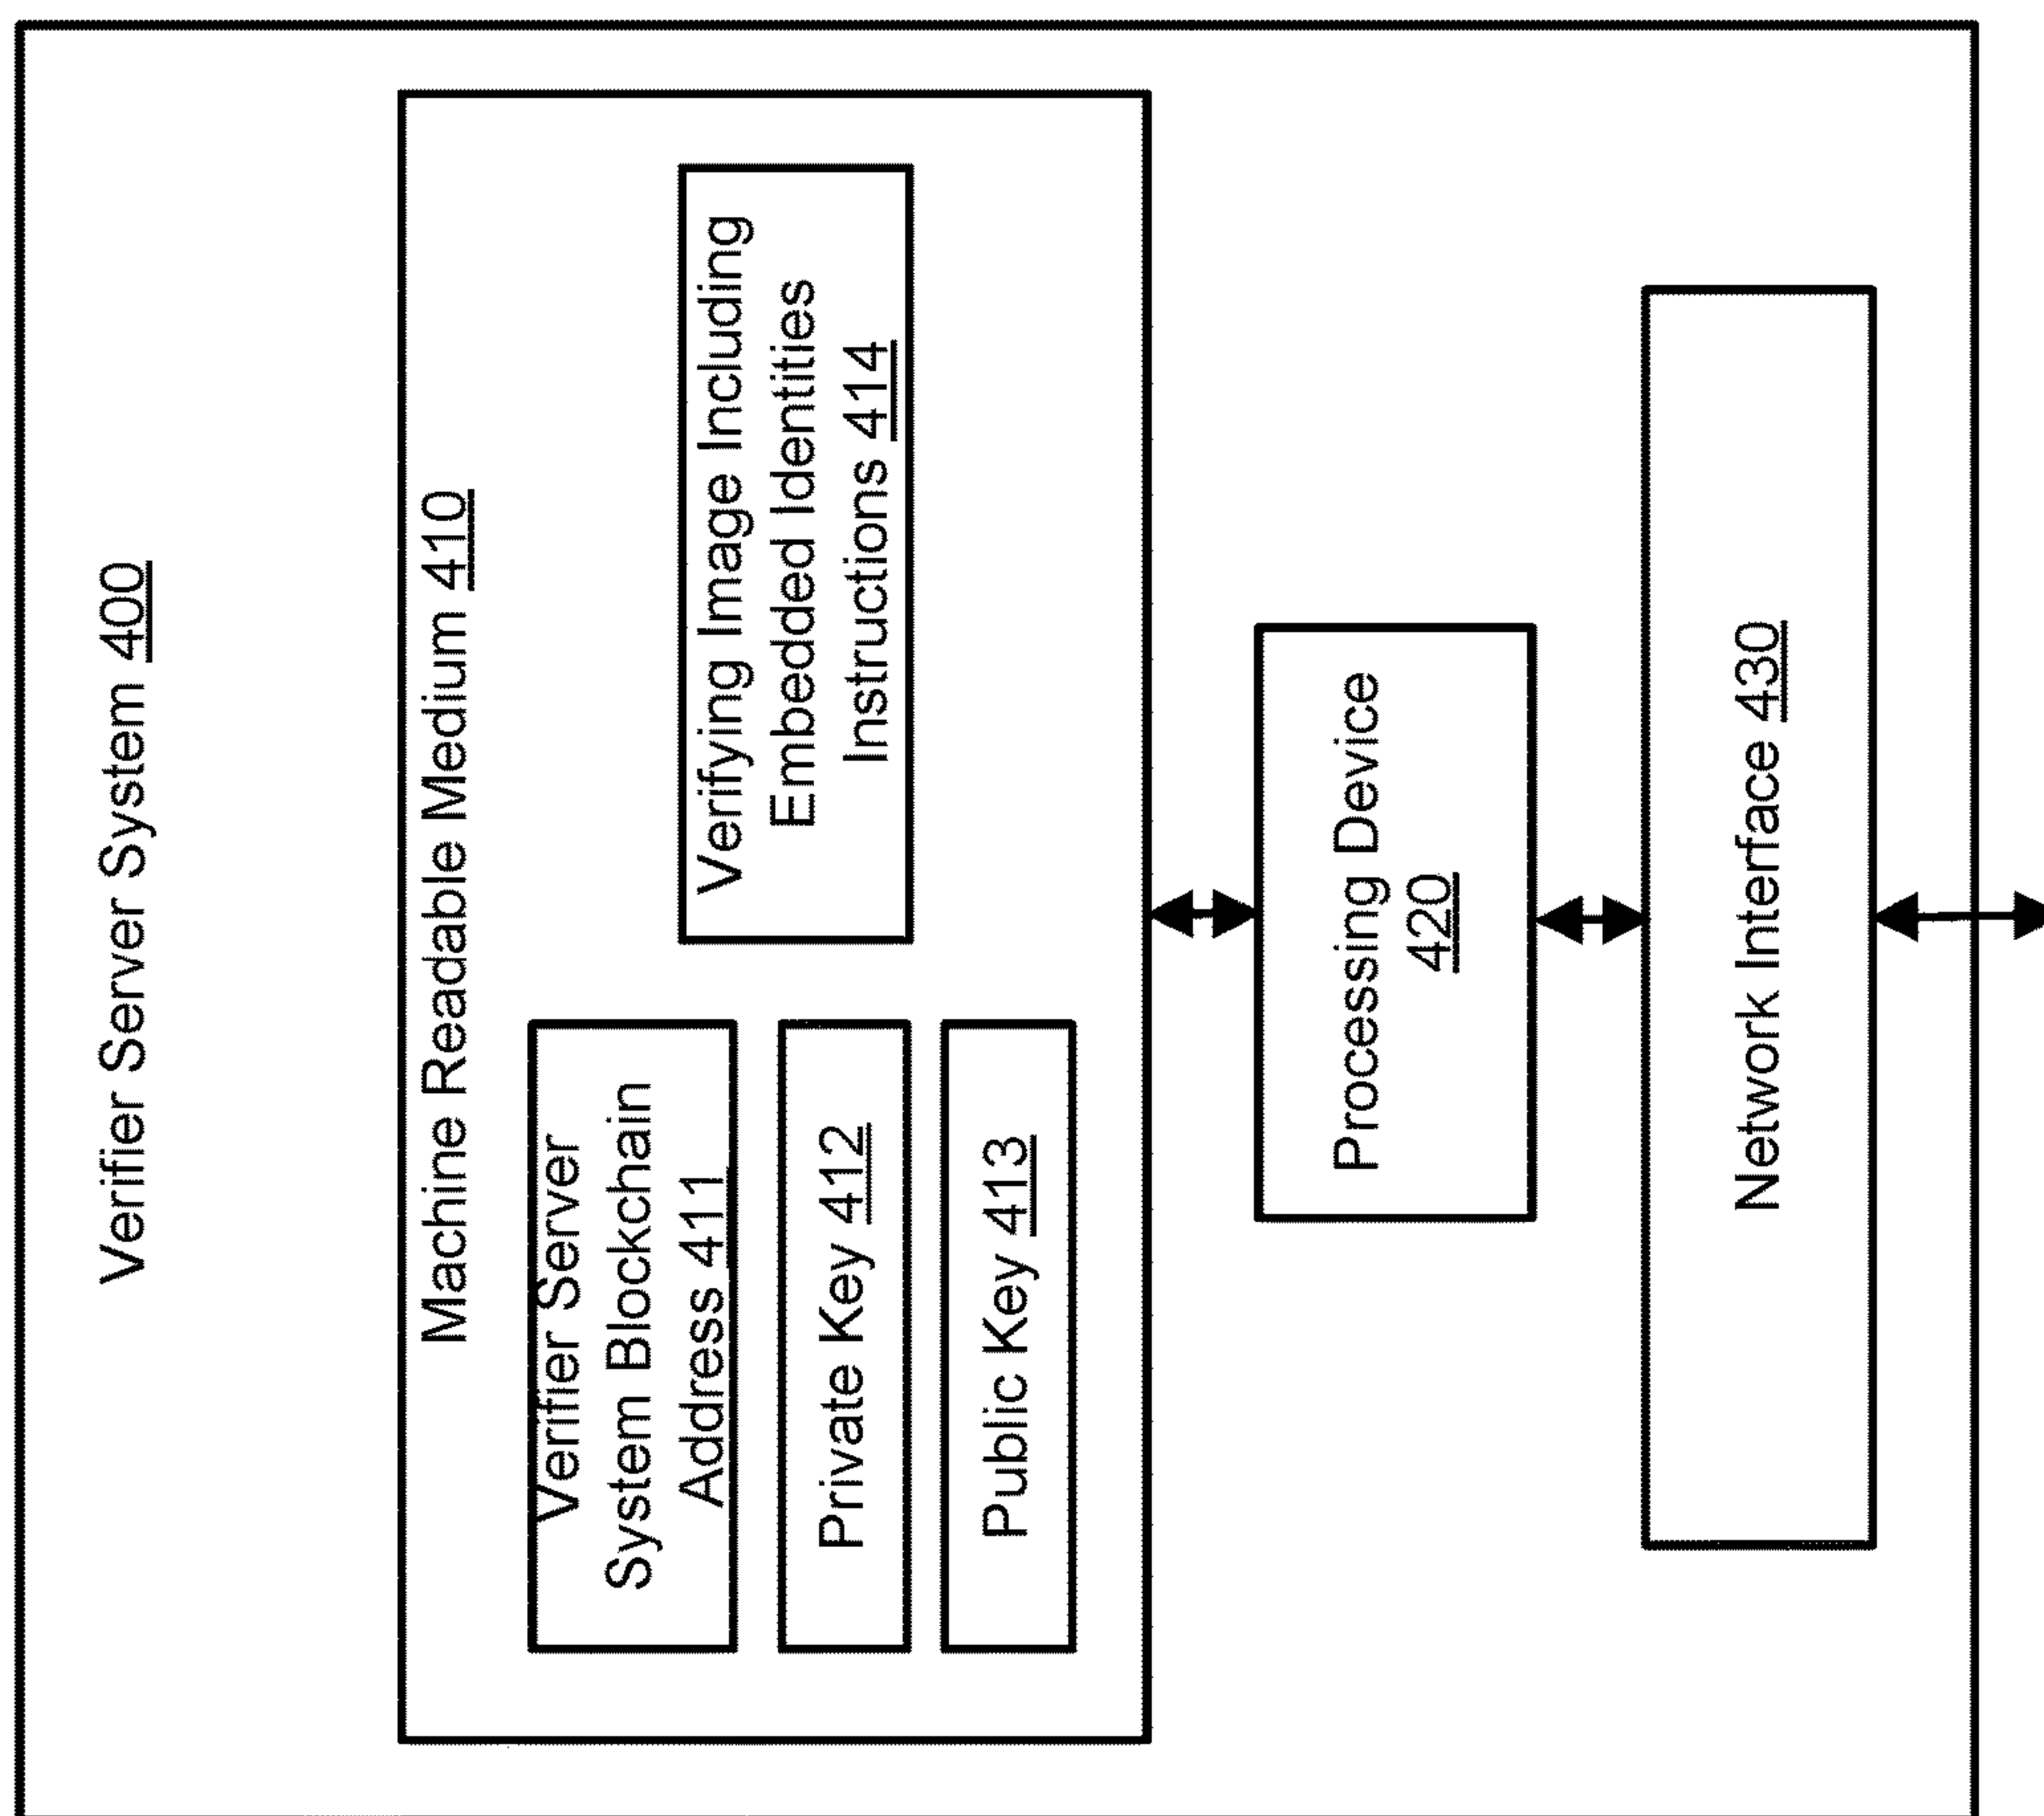 Verifier Server System 400
Machine Readable Medium 410
Verifier Server
System Blockchain
Address 411
Private Key 412
Public Key 413
Verifying Image Including
Embedded Identities
Instructions 414
Processing Device
420
Network Interface 430